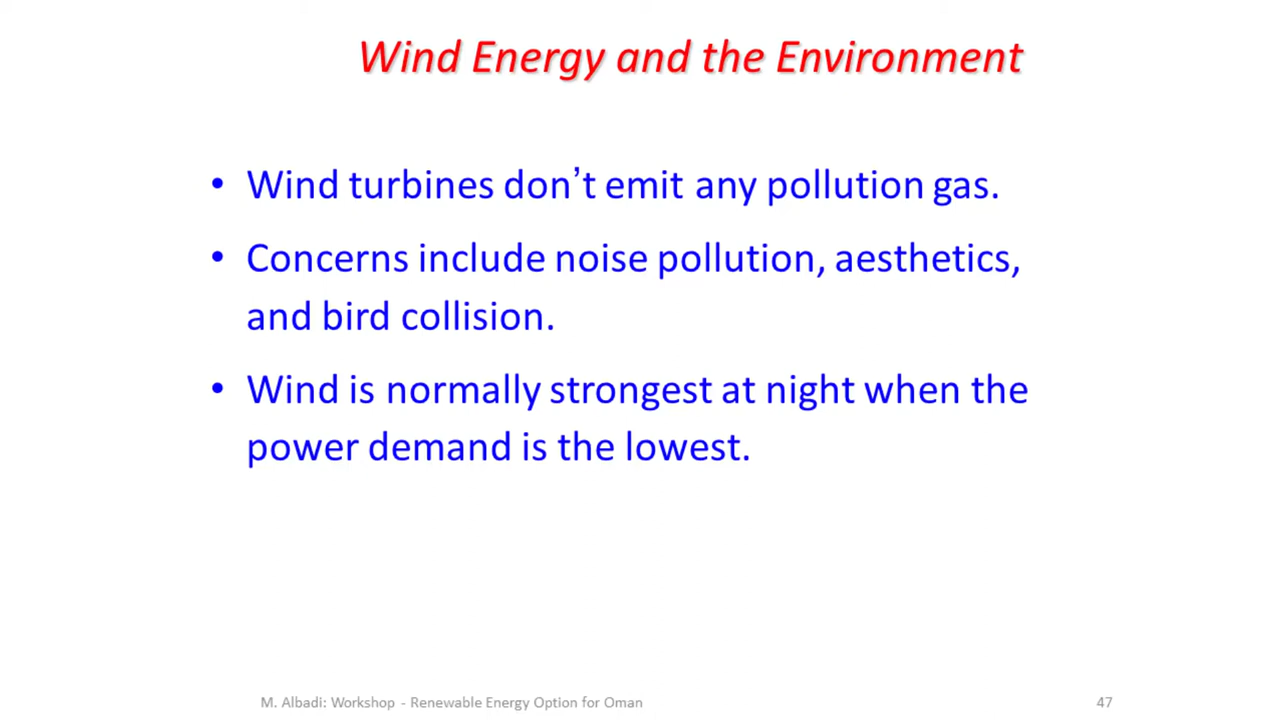 Wind Energy and the Environment
• Wind turbines don’t emit any pollution gas.
• Concerns include noise pollution, aesthetics,
and bird collision.
• Wind is normally strongest at night when the
power demand is the lowest.
M. Albadi: Workshop - Renewable Energy Option for Oman
47